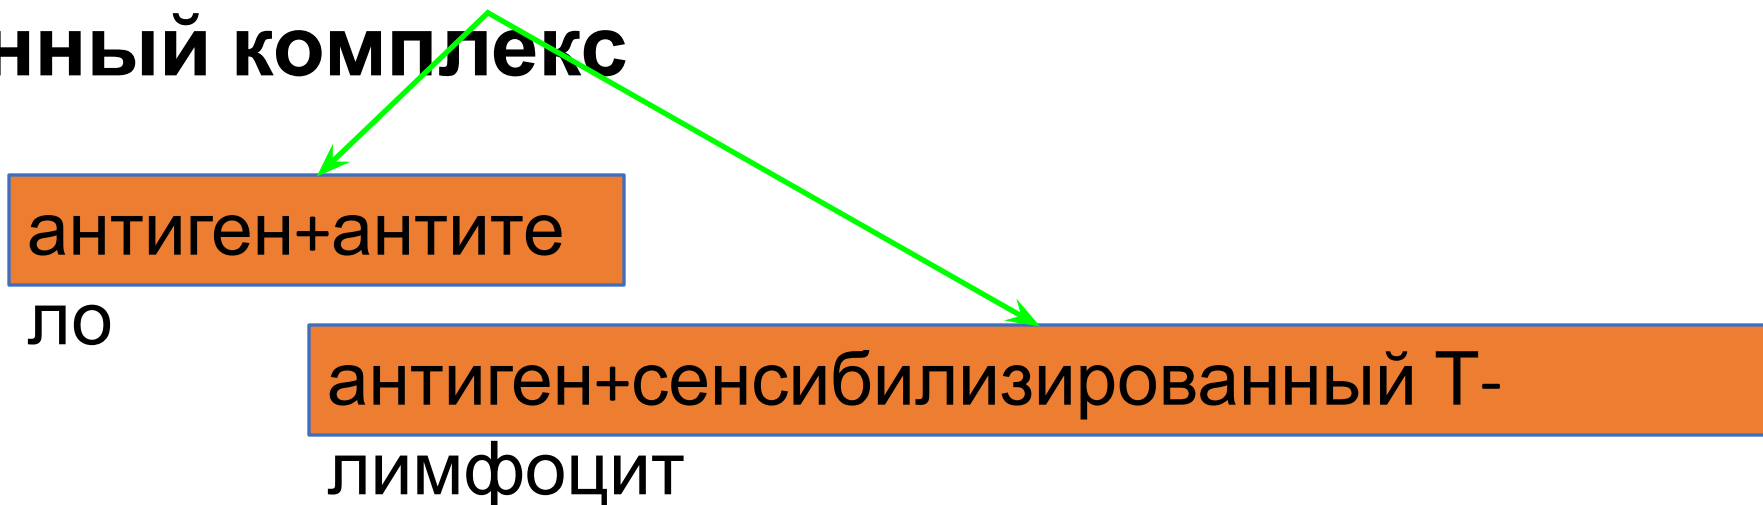 нный комплекс
антиген+антите
ло
антиген+сенсибилизированный Т-
лимфоцит